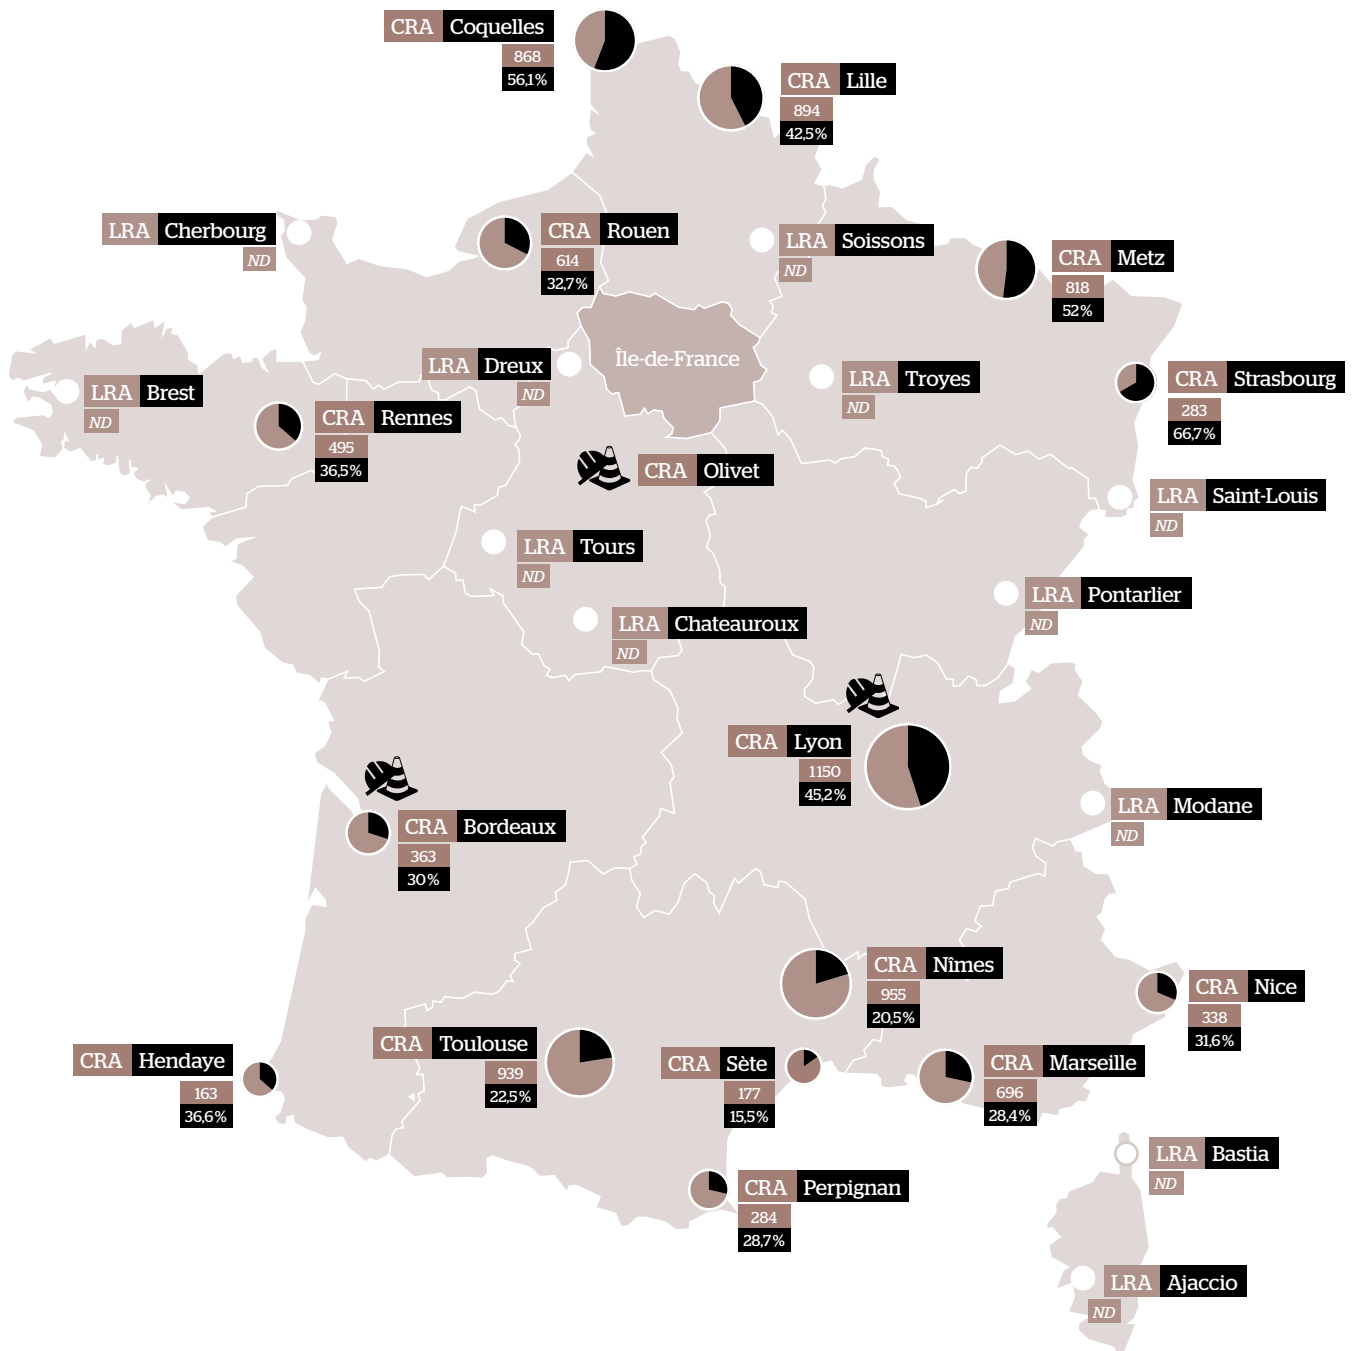 CRA Coquelles
868
56,1%
CRA Lille
894
42,5%
LRA Cherbourg
ND
CRA Rouen
614
32,7%
LRA Soissons
ND
CRA Metz
818
52%
Île-de-France
LRA Dreux
ND
LRA Troyes
ND
CRA Strasbourg
283
66,7%
LRA Brest
ND
CRA Rennes
495
36,5%
CRA Olivet
LRA Saint-Louis
ND
LRA Tours
ND
LRA Pontarlier
ND
LRA Chateauroux
ND
CRA Lyon
1150
45,2%
LRA Modane
ND
CRA Bordeaux
363
30%
CRA Nîmes
955
20,5%
CRA Nice
338
31,6%
CRA Toulouse
939
22,5%
CRA Hendaye
163
36,6%
CRA Sète
177
15,5%
CRA Marseille
696
28,4%
LRA Bastia
ND
CRA Perpignan
284
28,7%
LRA Ajaccio
ND